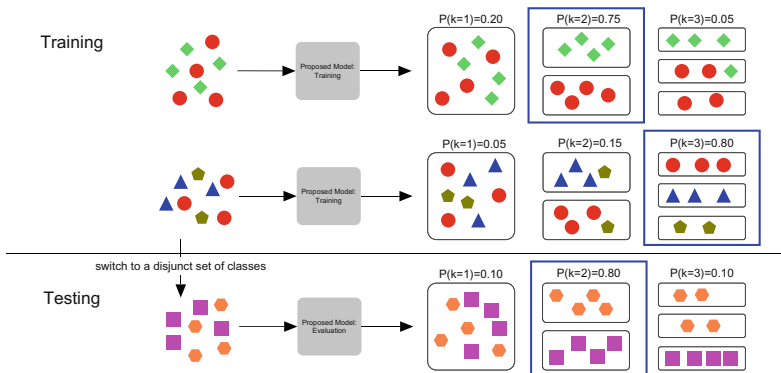 Training
P(k=1)=0.20
P(k=2)=0.75
P(k=3)=0.05
Proposed Model:
Training
P(k=1)=0.05
P(k=2)=0.15
P(k=3)=0.80
Proposed Model:
Training
switch to a disjunct set of classes
Testing
P(k=1)=0.10
P(k=2)=0.80
P(k=3)=0.10
Proposed Model:
Evaluation